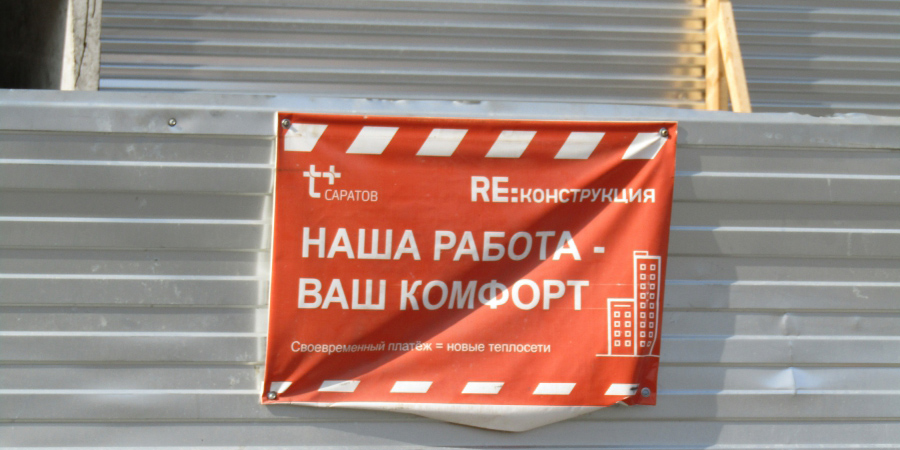 t+ САРАТОВ
RE:КОНСТРУКЦИЯ
НАША РАБОТА -
ВАШ КОМФОРТ
Своевременный платёж = новые теплосети